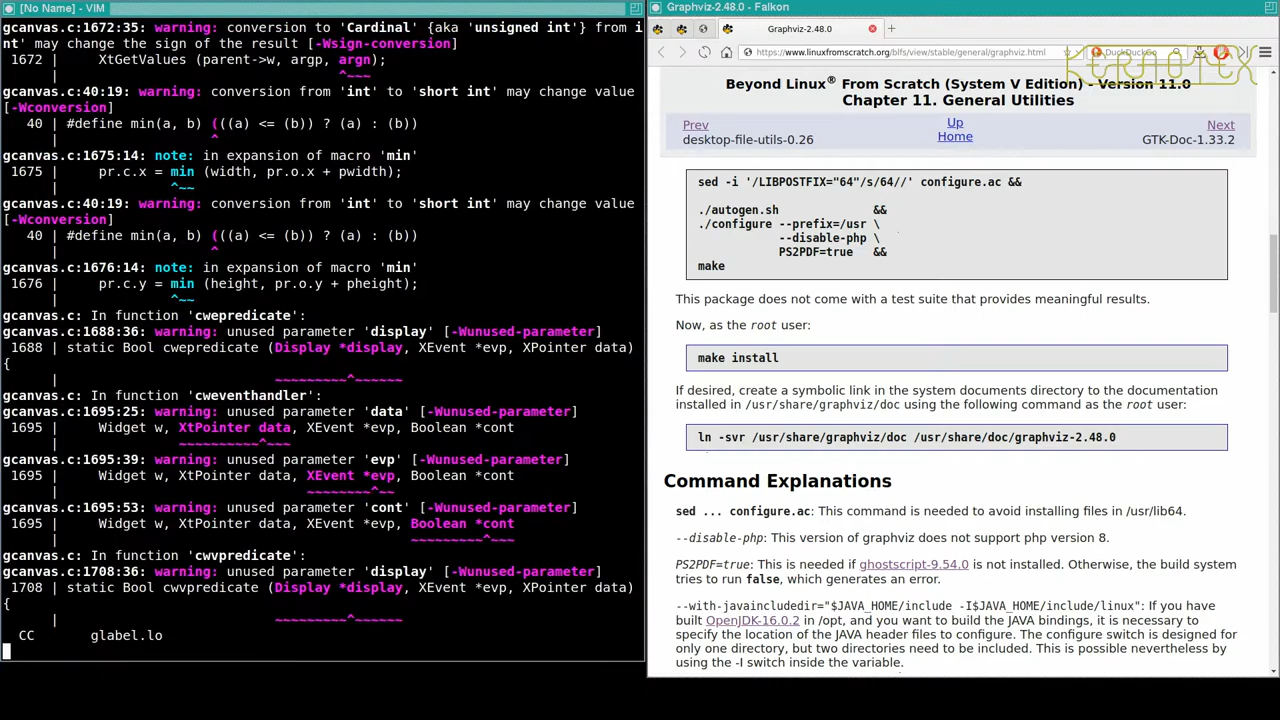 [No Name] - VIM
gcanvas.c:1672:35: warning: conversion to 'Cardinal' {aka 'unsigned int'} from i
nt' may change the sign of the result [-Wsign-conversion]
1672 | XtGetValues (parent->w, argp, argn);
| ^~~~
gcanvas.c:40:19: warning: conversion from 'int' to 'short int' may change value
[-Wconversion]
40 | #define min(a, b) (((a) <= (b)) ? (a) : (b))
| ^
gcanvas.c:1675:14: note: in expansion of macro 'min'
1675 | pr.c.x = min (width, pr.o.x + pwidth);
| ^~~
gcanvas.c:40:19: warning: conversion from 'int' to 'short int' may change value
[-Wconversion]
40 | #define min(a, b) (((a) <= (b)) ? (a) : (b))
| ^
gcanvas.c:1676:14: note: in expansion of macro 'min'
1676 | pr.c.y = min (height, pr.o.y + pheight);
| ^~~
gcanvas.c: In function 'cwepredicate':
gcanvas.c:1688:36: warning: unused parameter 'display' [-Wunused-parameter]
1688 | static Bool cwepredicate (Display *display, XEvent *evp, XPointer data)
{
| ~~~~~~~~~^~~~~~~
gcanvas.c: In function 'cweventhandler':
gcanvas.c:1695:25: warning: unused parameter 'data' [-Wunused-parameter]
1695 | Widget w, XtPointer data, XEvent *evp, Boolean *cont
| ~~~~~~~~~~^~~~
gcanvas.c:1695:39: warning: unused parameter 'evp' [-Wunused-parameter]
1695 | Widget w, XtPointer data, XEvent *evp, Boolean *cont
| ~~~~~~~~^~~
gcanvas.c:1695:53: warning: unused parameter 'cont' [-Wunused-parameter]
1695 | Widget w, XtPointer data, XEvent *evp, Boolean *cont
| ~~~~~~~~~^~~~
gcanvas.c: In function 'cwvpredicate':
gcanvas.c:1708:36: warning: unused parameter 'display' [-Wunused-parameter]
1708 | static Bool cwvpredicate (Display *display, XEvent *evp, XPointer data)
{
| ~~~~~~~~~^~~~~~~
CC glabel.lo
Graphviz-2.48.0 - Falkon
Graphviz-2.48.0
https://www.linuxfromscratch.org/blfs/view/stable/general/graphviz.html
DuckDuckGo
KERNOTEX
Beyond Linux® From Scratch (System V Edition) - Version 11.0
Chapter 11. General Utilities
Prev Up Next
desktop-file-utils-0.26 Home GTK-Doc-1.33.2
sed -i '/LIBPOSTFIX="64"/s/64//' configure.ac &&
./autogen.sh &&
./configure --prefix=/usr \
--disable-php \
PS2PDF=true &&
make
This package does not come with a test suite that provides meaningful results.
Now, as the root user:
make install
If desired, create a symbolic link in the system documents directory to the documentation
installed in /usr/share/graphviz/doc using the following command as the root user:
ln -svr /usr/share/graphviz/doc /usr/share/doc/graphviz-2.48.0
Command Explanations
sed ... configure.ac: This command is needed to avoid installing files in /usr/lib64.
--disable-php: This version of graphviz does not support php version 8.
PS2PDF=true: This is needed if ghostscript-9.54.0 is not installed. Otherwise, the build system
tries to run false, which generates an error.
--with-javaincludedir="$JAVA_HOME/include -I$JAVA_HOME/include/linux": If you have
built OpenJDK-16.0.2 in /opt, and you want to build the JAVA bindings, it is necessary to
specify the location of the JAVA header files to configure. The configure switch is designed for
only one directory, but two directories need to be included. This is possible nevertheless by
using the -I switch inside the variable.